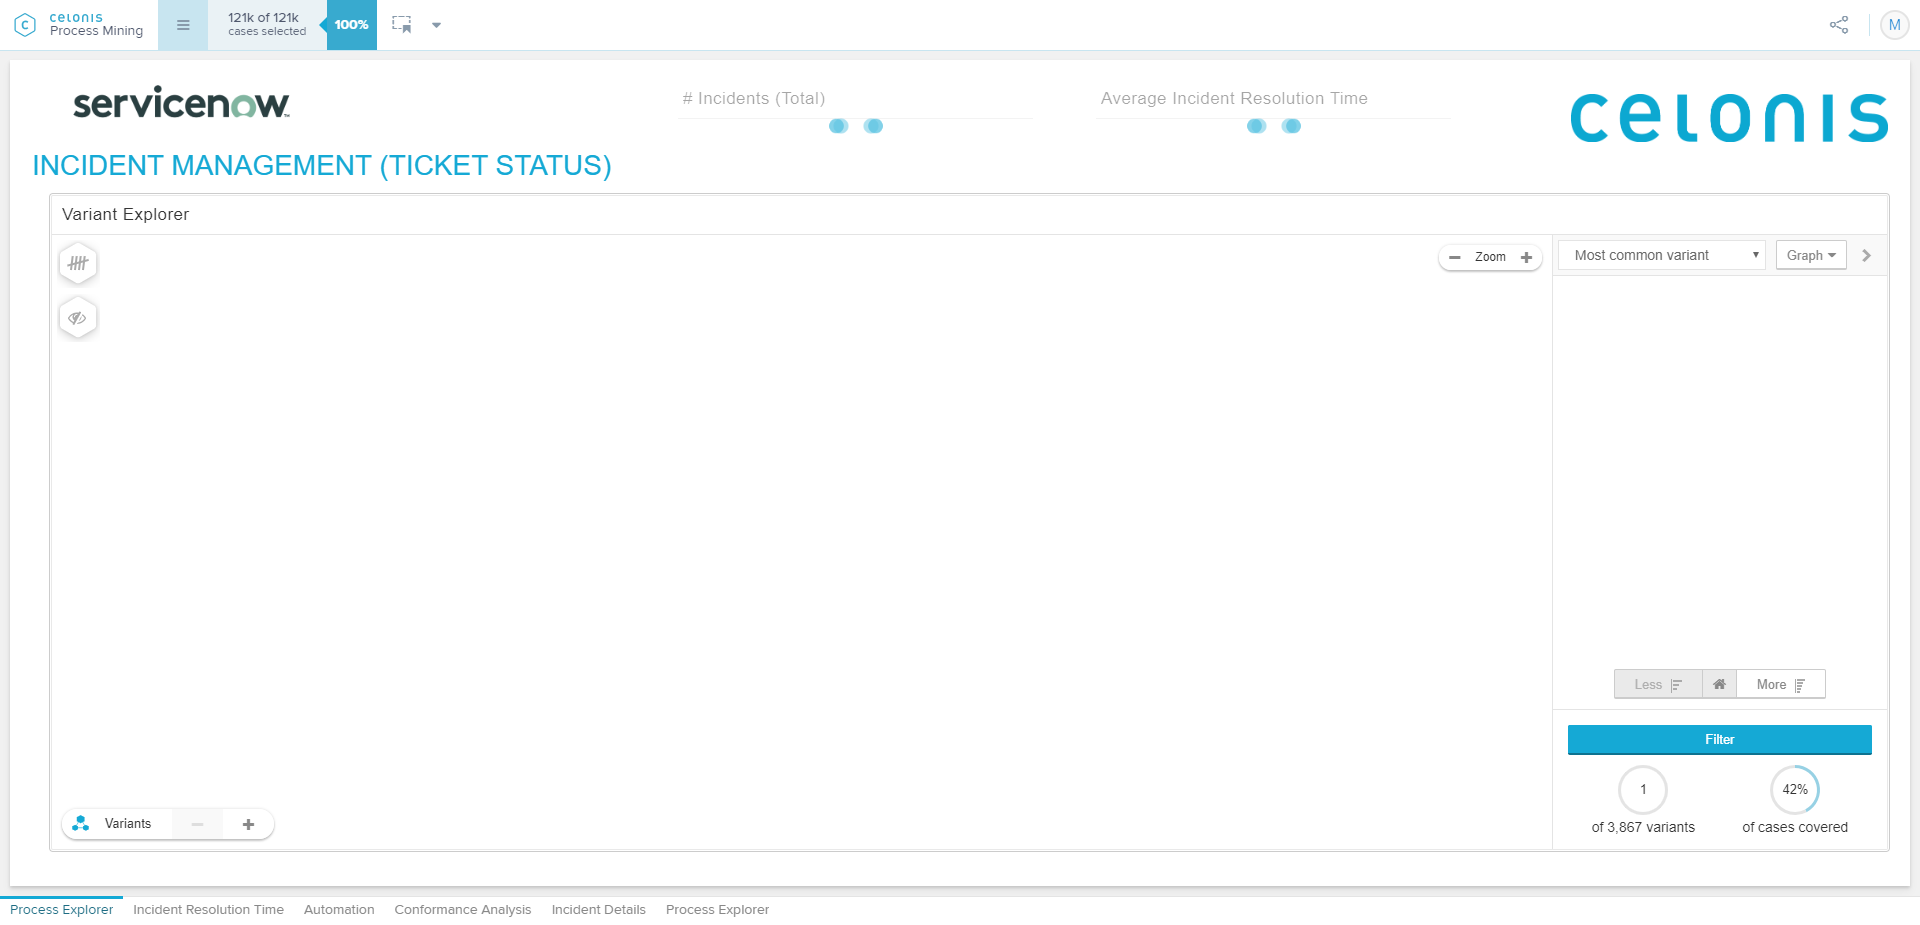 celonis
Process Mining
C
121k of 121k
cases selected
100%
M
servicenow™
# Incidents (Total)
Average Incident Resolution Time
celonis
INCIDENT MANAGEMENT (TICKET STATUS)
Variant Explorer
Zoom
Most common variant
Graph
Less
More
Filter
1
42%
of 3,867 variants
of cases covered
Variants
Process Explorer
Incident Resolution Time
Automation
Conformance Analysis
Incident Details
Process Explorer